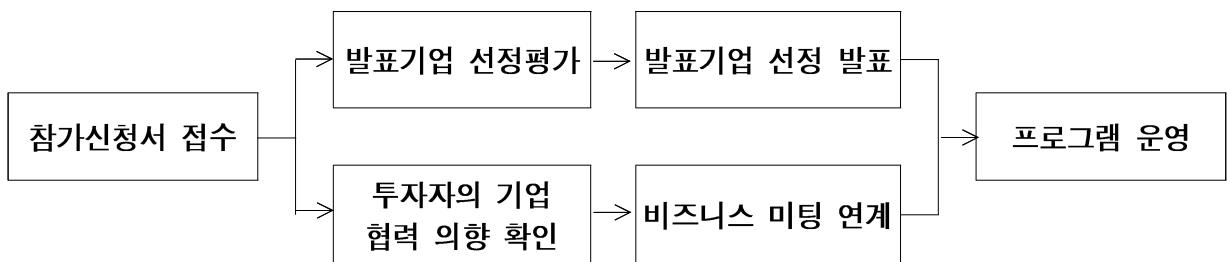 참가신청서 접수
발표기업 선정평가
발표기업 선정 발표
투자자의 기업
협력 의향 확인
비즈니스 미팅 연계
프로그램 운영